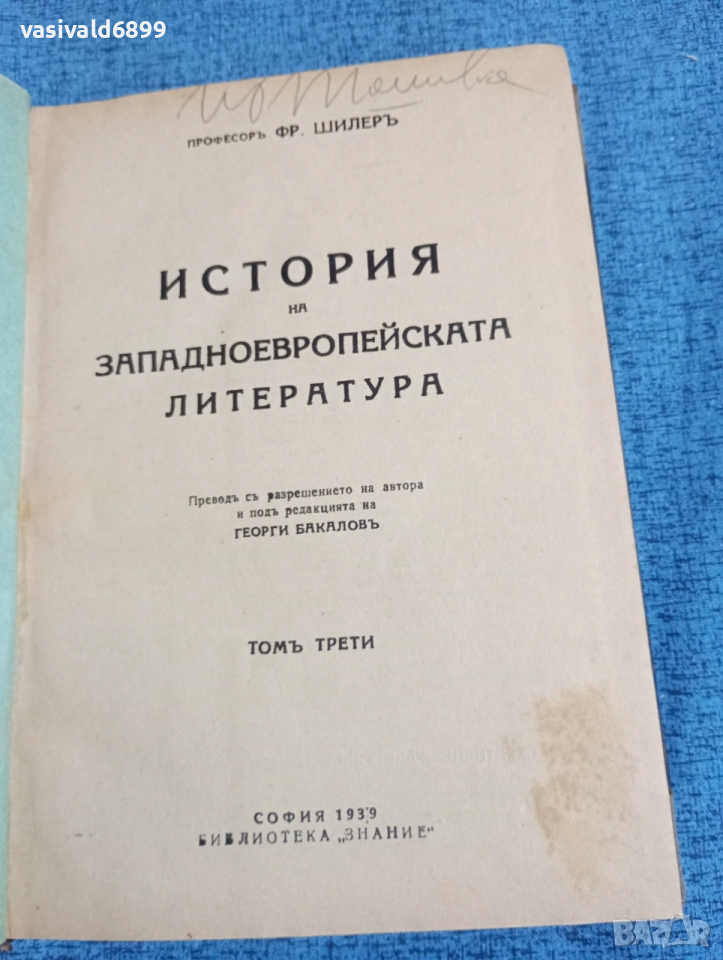 vasivald6899
ПРОФЕСОРЪ ФР. ШИЛЕРЪ
ИСТОРИЯ
НА
ЗАПАДНОЕВРОПЕЙСКАТА
ЛИТЕРАТУРА
Преводъ съ разрешението на автора
и подъ редакцията на
ГЕОРГИ БАКАЛОВЪ
ТОМЪ ТРЕТИ
СОФИЯ 1939
БИБЛИОТЕКА „ЗНАНИЕ“
BAZAR